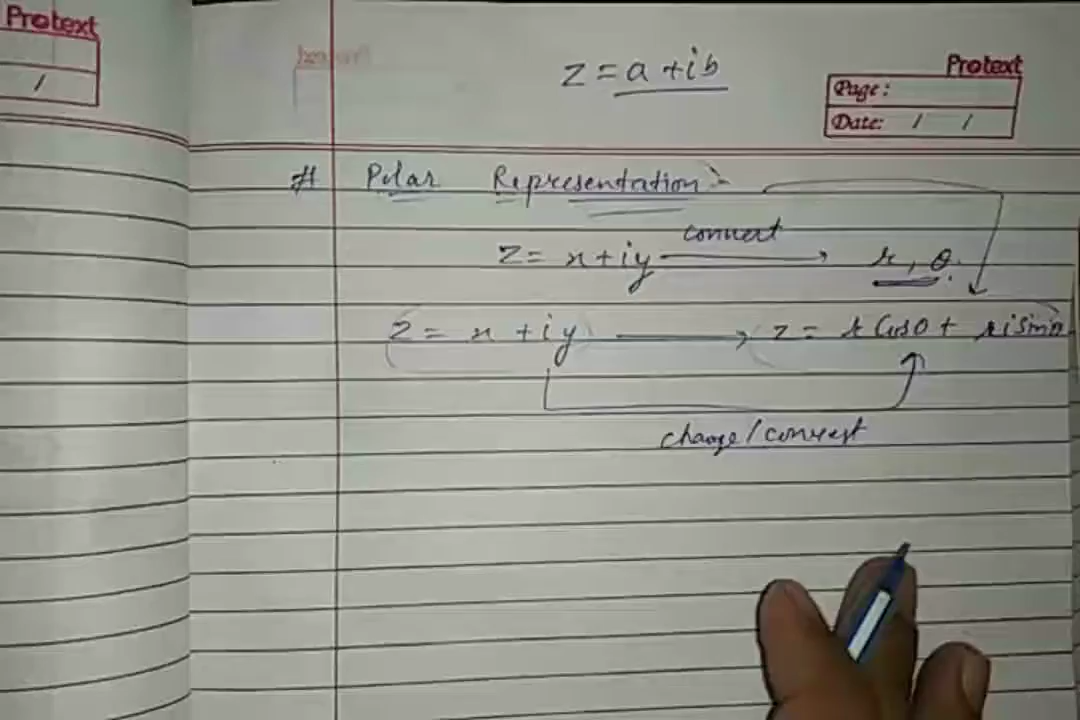 Protext
/
z = a + ib
Protext
Page:
Date: / /
# Polar Representation :-
z = x + iy convert r, θ.
z = x + iy → z = r Cosθ + r i Sinθ
change/convert